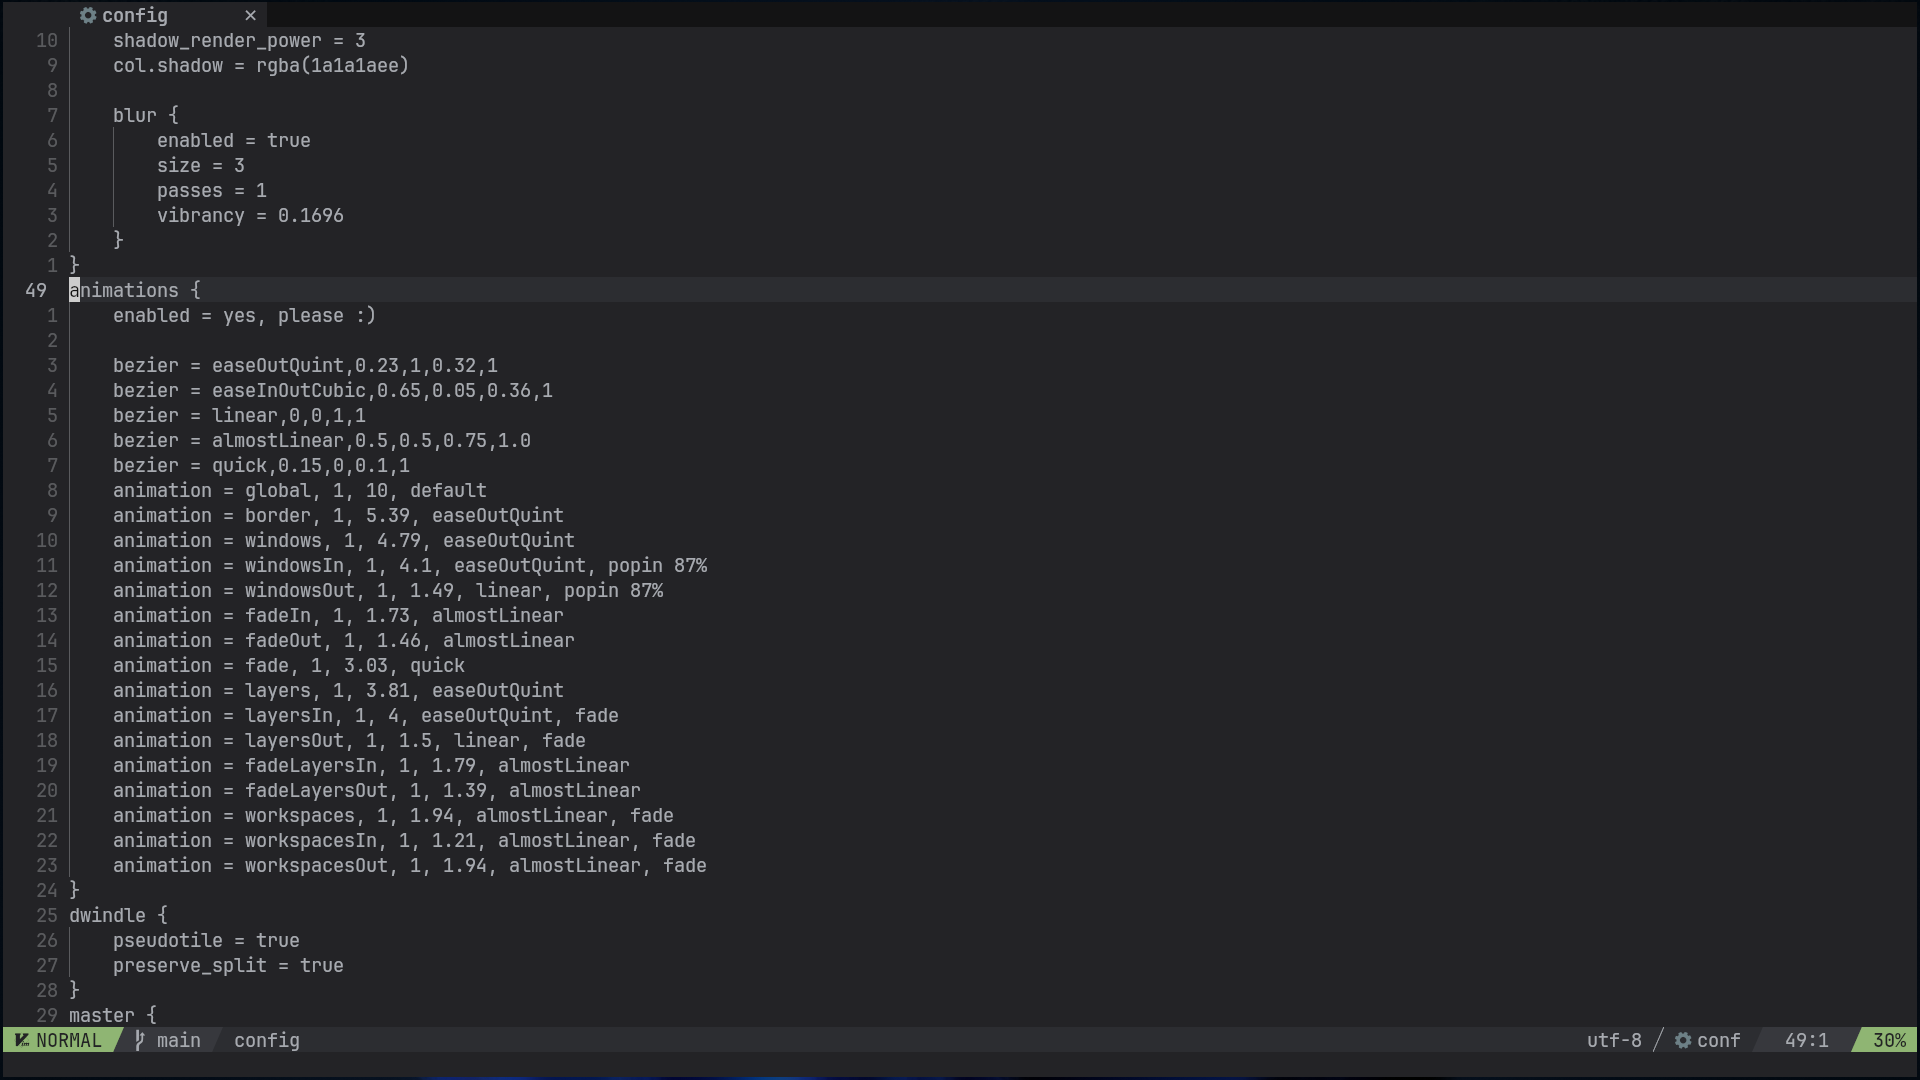 config ✕
10 shadow_render_power = 3
9 col.shadow = rgba(1a1a1aee)
8
7 blur {
6 enabled = true
5 size = 3
4 passes = 1
3 vibrancy = 0.1696
2 }
1 }
49 animations {
1 enabled = yes, please :)
2
3 bezier = easeOutQuint,0.23,1,0.32,1
4 bezier = easeInOutCubic,0.65,0.05,0.36,1
5 bezier = linear,0,0,1,1
6 bezier = almostLinear,0.5,0.5,0.75,1.0
7 bezier = quick,0.15,0,0.1,1
8 animation = global, 1, 10, default
9 animation = border, 1, 5.39, easeOutQuint
10 animation = windows, 1, 4.79, easeOutQuint
11 animation = windowsIn, 1, 4.1, easeOutQuint, popin 87%
12 animation = windowsOut, 1, 1.49, linear, popin 87%
13 animation = fadeIn, 1, 1.73, almostLinear
14 animation = fadeOut, 1, 1.46, almostLinear
15 animation = fade, 1, 3.03, quick
16 animation = layers, 1, 3.81, easeOutQuint
17 animation = layersIn, 1, 4, easeOutQuint, fade
18 animation = layersOut, 1, 1.5, linear, fade
19 animation = fadeLayersIn, 1, 1.79, almostLinear
20 animation = fadeLayersOut, 1, 1.39, almostLinear
21 animation = workspaces, 1, 1.94, almostLinear, fade
22 animation = workspacesIn, 1, 1.21, almostLinear, fade
23 animation = workspacesOut, 1, 1.94, almostLinear, fade
24 }
25 dwindle {
26 pseudotile = true
27 preserve_split = true
28 }
29 master {
NORMAL main config utf-8 conf 49:1 30%